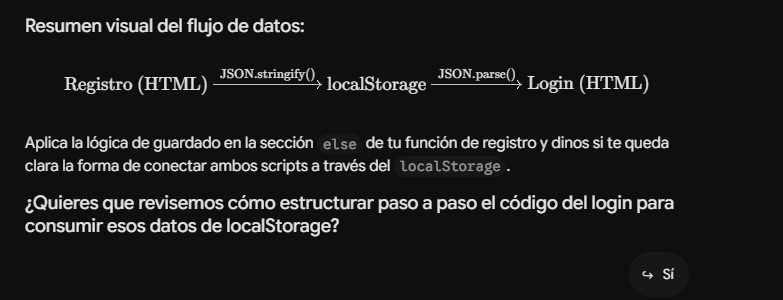 Resumen visual del flujo de datos:
Registro (HTML) JSON.stringify() localStorage JSON.parse() Login (HTML)
Aplica la lógica de guardado en la sección else de tu función de registro y dinos si te queda
clara la forma de conectar ambos scripts a través del localStorage.
¿Quieres que revisemos cómo estructurar paso a paso el código del login para
consumir esos datos de localStorage?
Sí